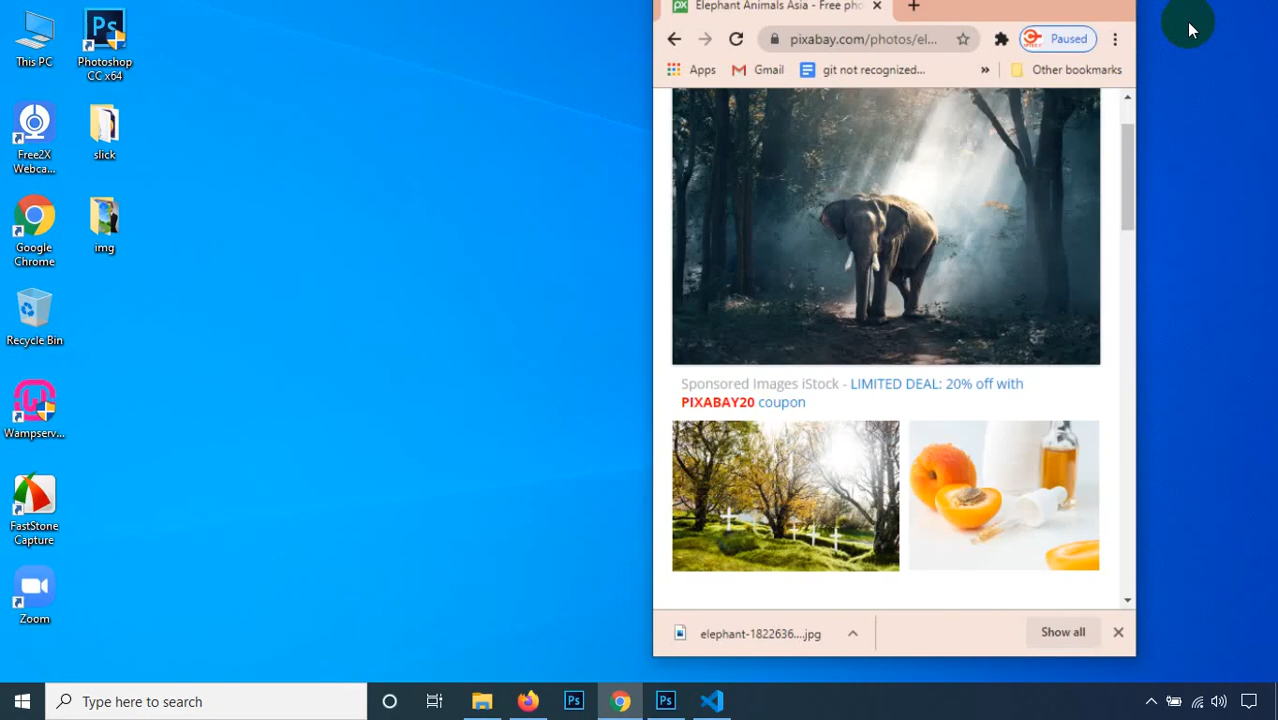 This PC
Photoshop
CC x64
Free2X
Webca...
slick
Google
Chrome
img
Recycle Bin
Wampserv...
FastStone
Capture
Zoom
Elephant Animals Asia - Free pho
pixabay.com/photos/el...
Paused
Apps
Gmail
git not recognized...
»
Other bookmarks
Sponsored Images iStock - LIMITED DEAL: 20% off with
PIXABAY20 coupon
elephant-1822636....jpg
Show all
Type here to search